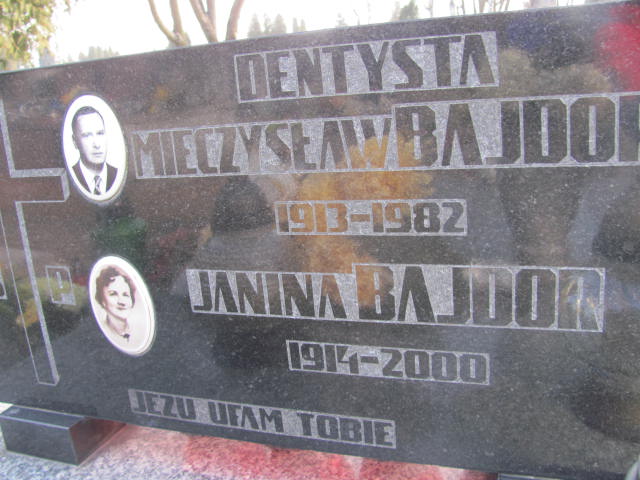 DENTYSTA
MIECZYSŁAW BAJDOR
1913-1982
P
JANINA BAJDOR
1914-2000
JEZU UFAM TOBIE